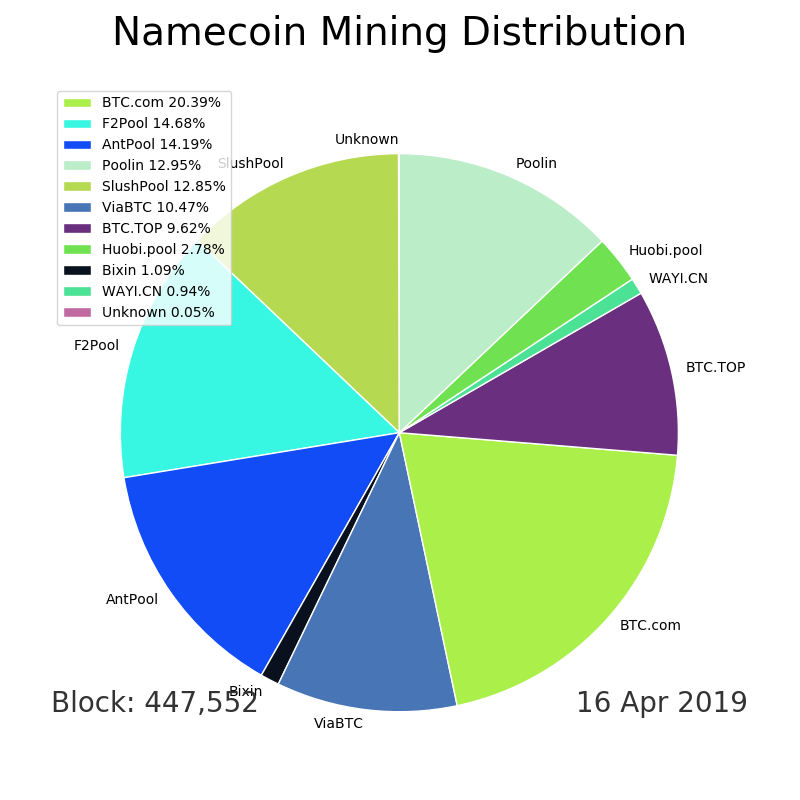 Namecoin Mining Distribution
BTC.com 20.39%
F2Pool 14.68%
AntPool 14.19%
Poolin 12.95%
SlushPool 12.85%
ViaBTC 10.47%
BTC.TOP 9.62%
Huobi.pool 2.78%
Bixin 1.09%
WAYI.CN 0.94%
Unknown 0.05%
Unknown
SlushPool
Poolin
Huobi.pool
WAYI.CN
F2Pool
BTC.TOP
AntPool
BTC.com
Bixin
ViaBTC
Block: 447,552
16 Apr 2019